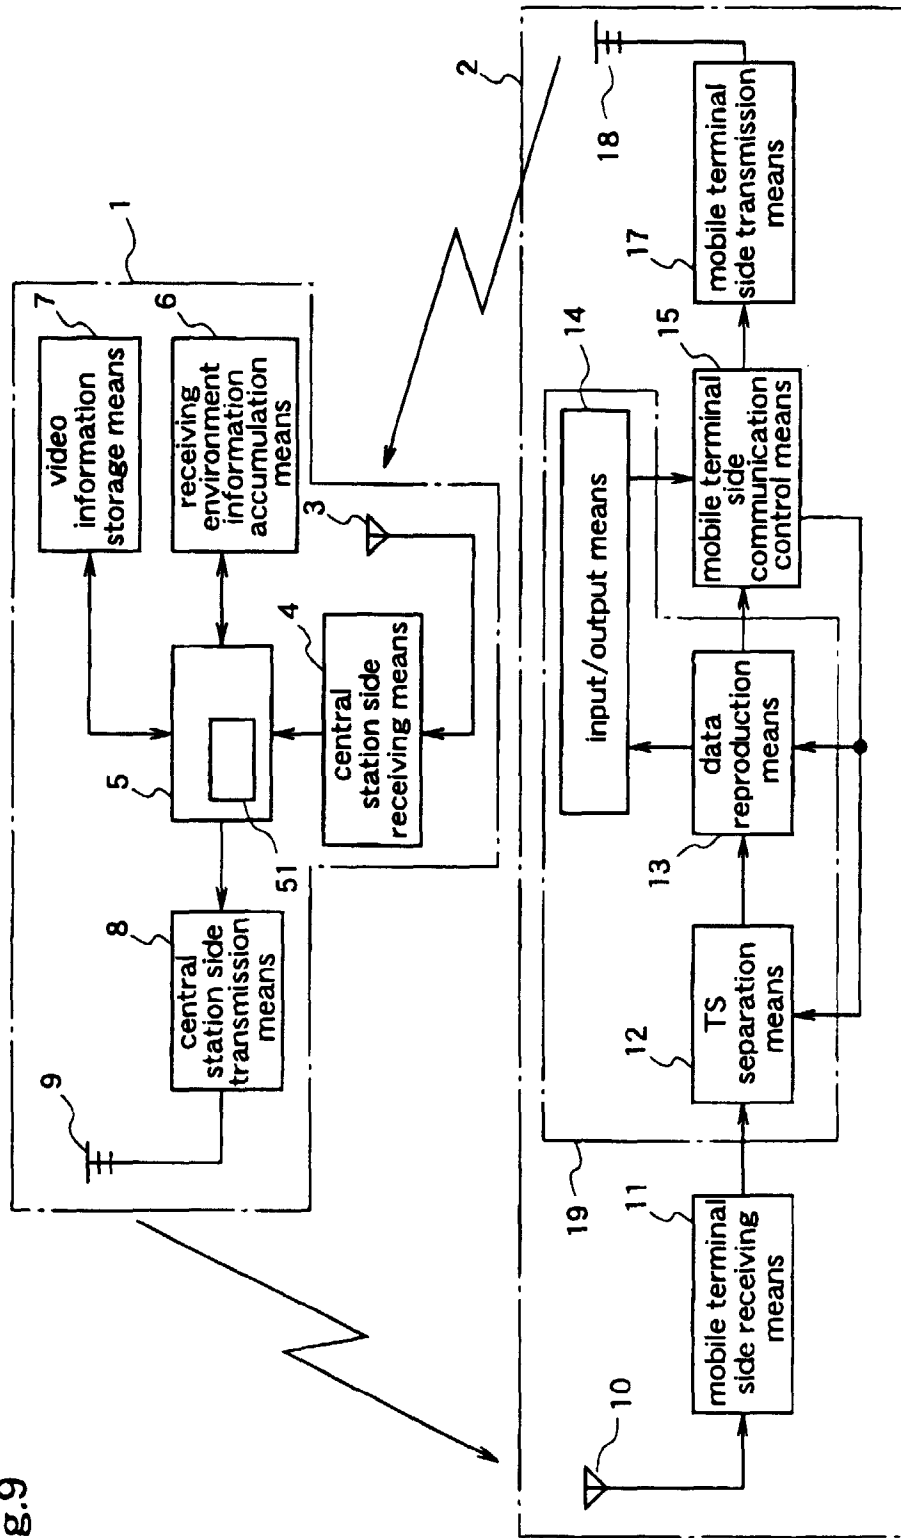 g.9
1
7
video
information
storage means
6
receiving
environment
information
accumulation
means
3
5
51
4
central
station side
receiving means
8
central
station side
transmission
means
9
2
18
mobile terminal
side transmission
means
17
15
mobile terminal
side
communication
control means
14
input/output means
data
reproduction
means
13
TS
separation
means
12
19
11
mobile terminal
side receiving
means
10